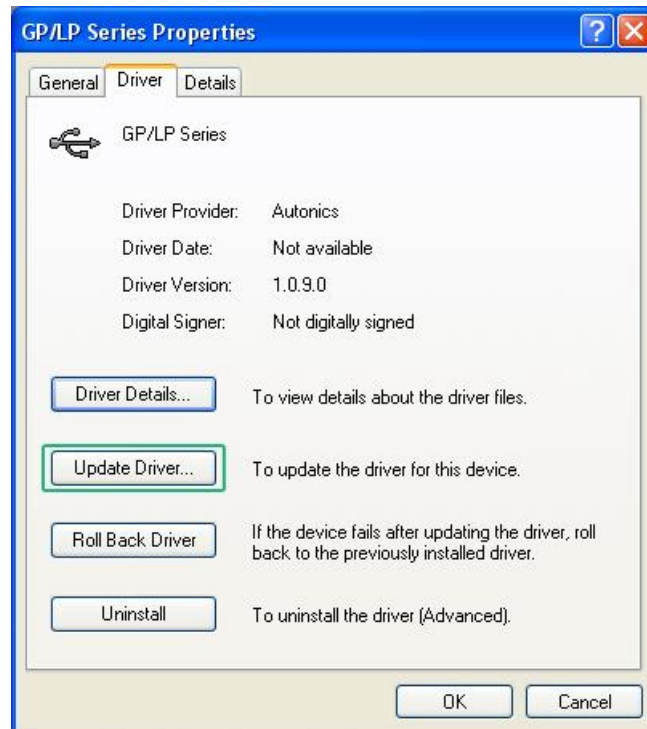 GP/LP Series Properties
General Driver Details
GP/LP Series
Driver Provider: Autonics
Driver Date: Not available
Driver Version: 1.0.9.0
Digital Signer: Not digitally signed
Driver Details... To view details about the driver files.
Update Driver... To update the driver for this device.
Roll Back Driver If the device fails after updating the driver, roll
back to the previously installed driver.
Uninstall To uninstall the driver (Advanced).
OK Cancel